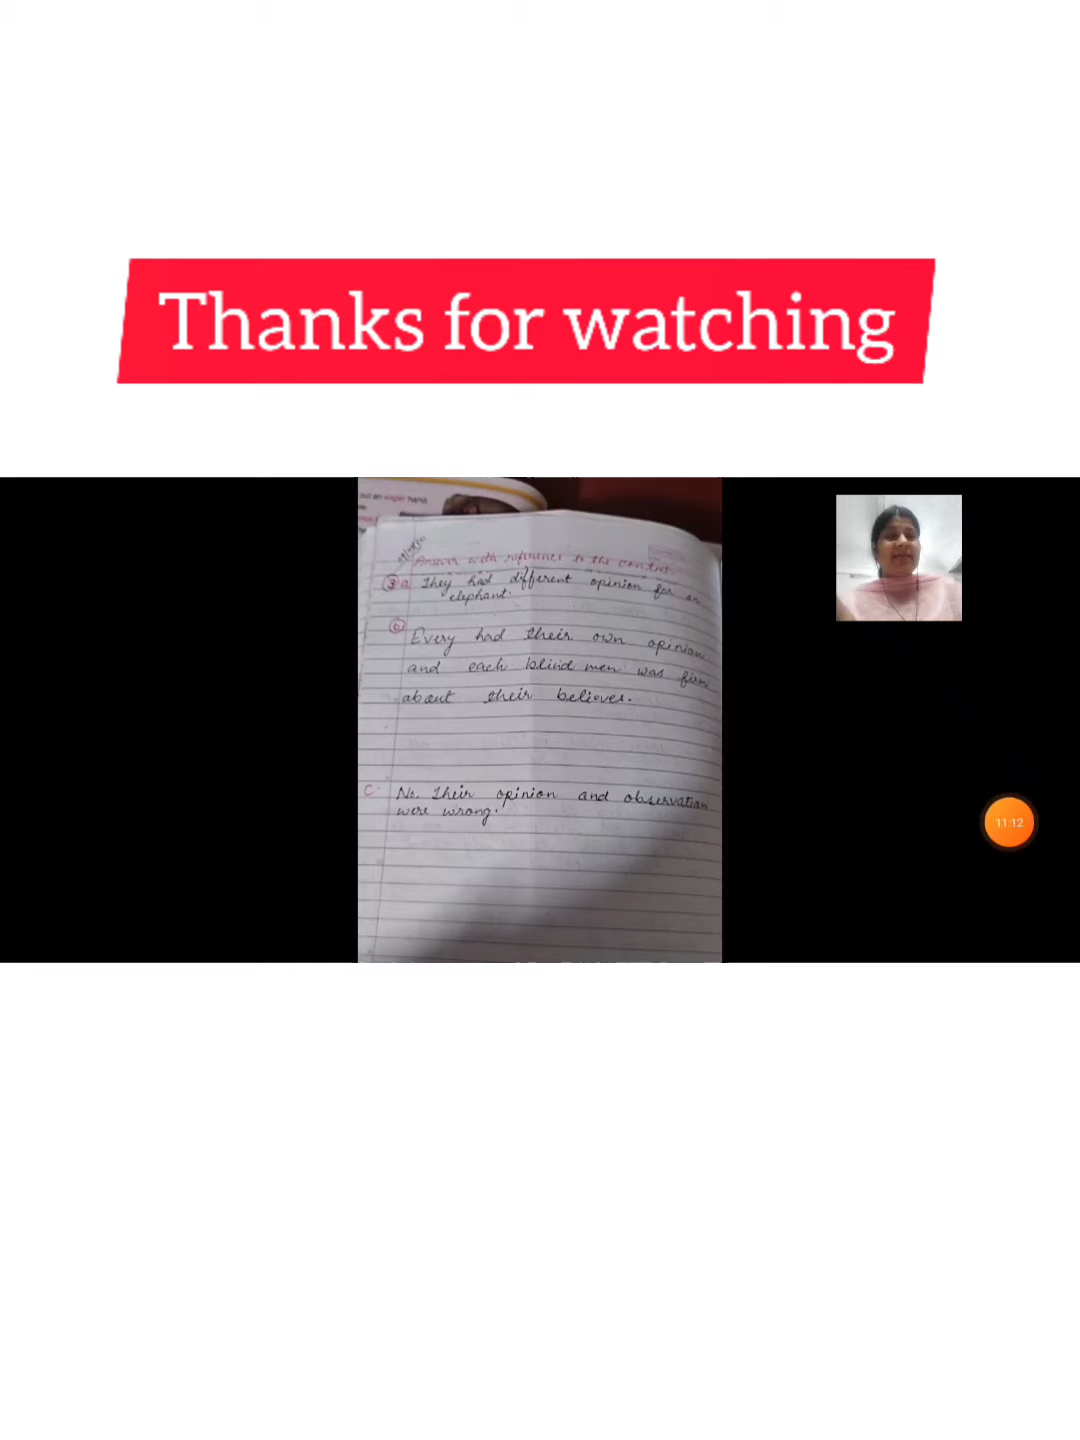 Thanks for watching
Answer with reference to the context.
3 a. They had different opinion for an
elephant.
b
Every had their own opinion
and each blind men was firm
about their believes.
C. No. Their opinion and observation
were wrong.
11:12